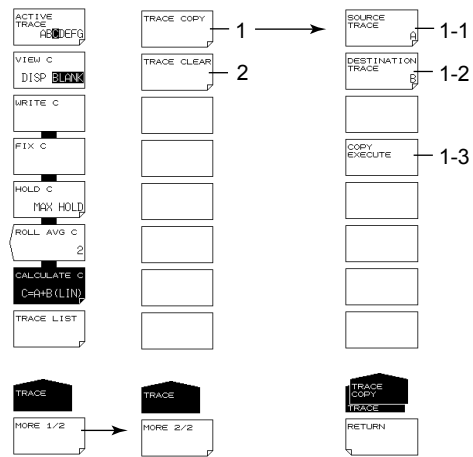 ACTIVE
TRACE
ABCDEFG
VIEW C
DISP BLANK
WRITE C
FIX C
HOLD C
MAX HOLD
ROLL AVG C
2
CALCULATE C
C=A+B(LIN)
TRACE LIST
TRACE
MORE 1/2
TRACE COPY
1
TRACE CLEAR
2
TRACE
MORE 2/2
SOURCE
TRACE
A
1-1
DESTINATION
TRACE
B
1-2
COPY
EXECUTE
1-3
TRACE
COPY
TRACE
RETURN